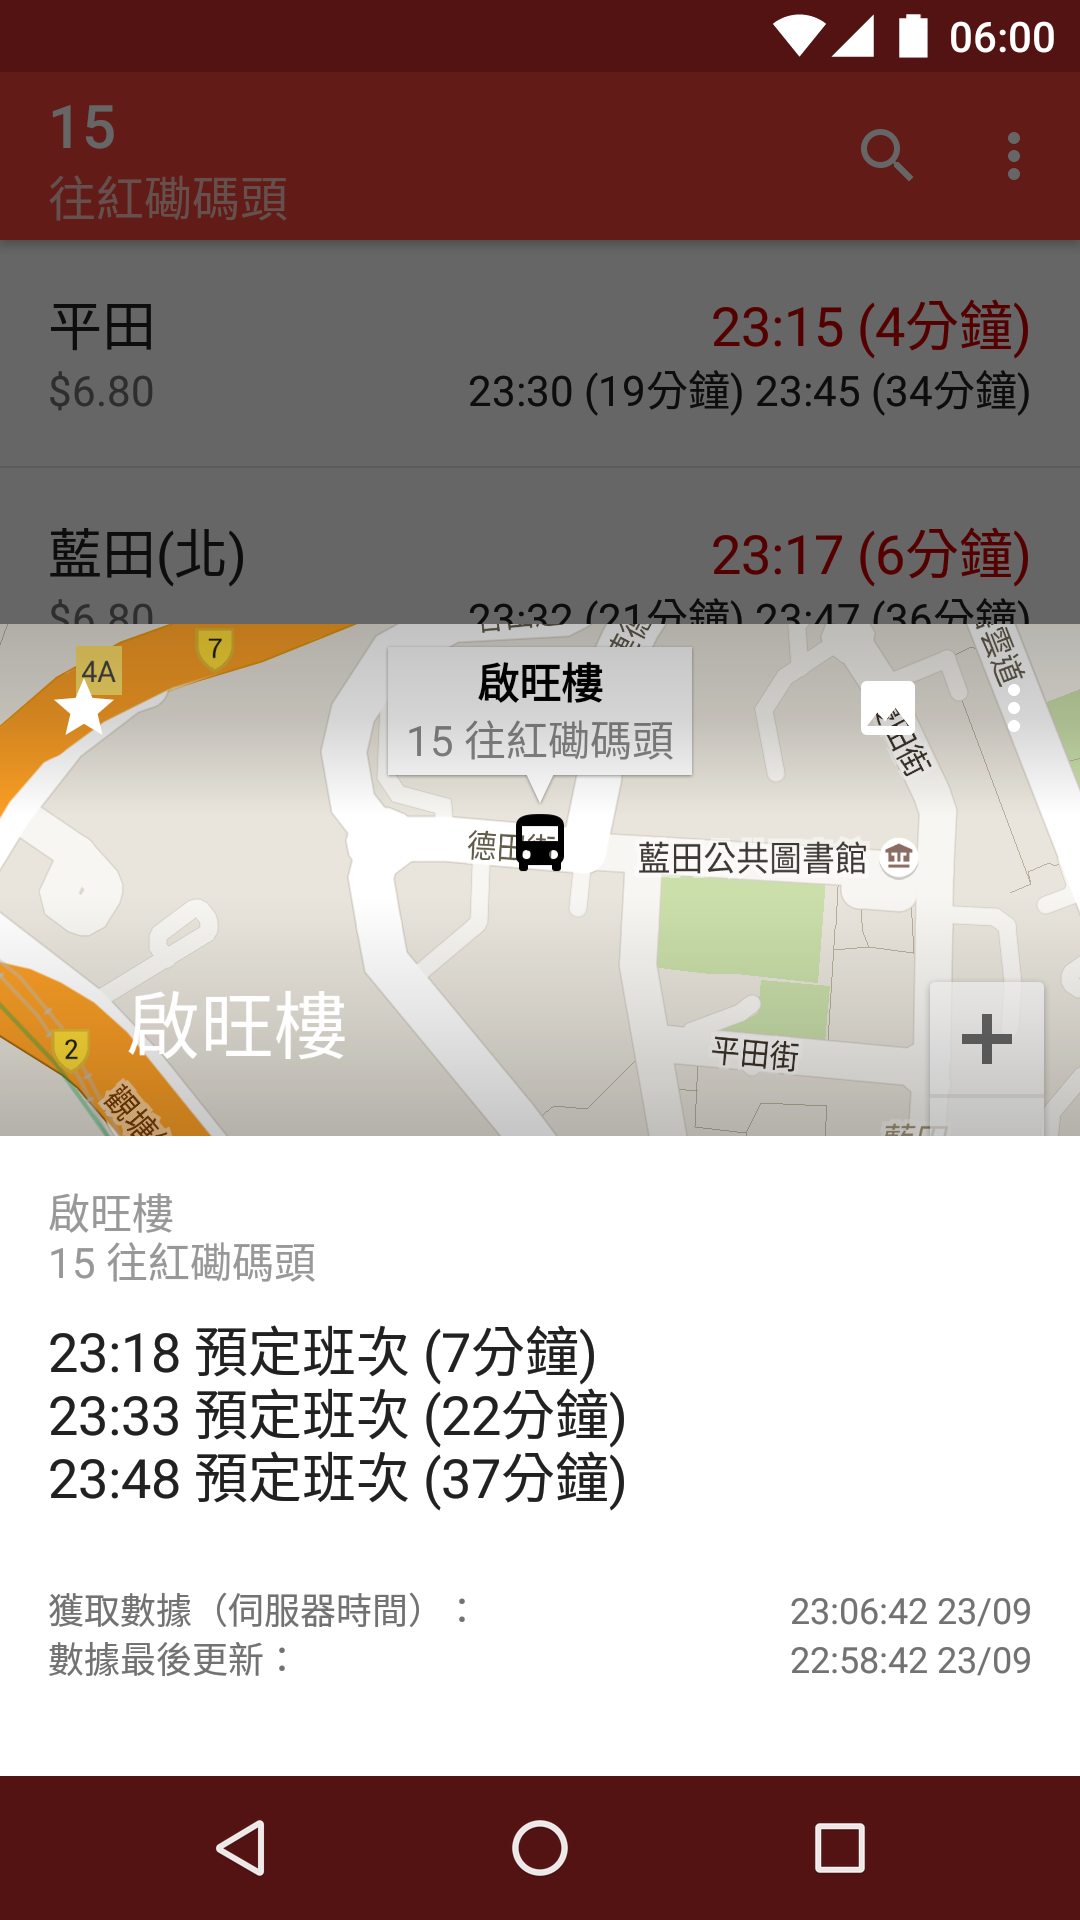 06:00
15
往紅磡碼頭
平田
23:15 (4分鐘)
$6.80
23:30 (19分鐘) 23:45 (34分鐘)
藍田(北)
23:17 (6分鐘)
$6.80
23:32 (21分鐘) 23:47 (36分鐘)
7
4A
啟旺樓
15 往紅磡碼頭
雲道
田街
德田街
藍田公共圖書館
啟旺樓
2
平田街
觀塘
藍田
啟旺樓
15 往紅磡碼頭
23:18 預定班次 (7分鐘)
23:33 預定班次 (22分鐘)
23:48 預定班次 (37分鐘)
獲取數據（伺服器時間）：
23:06:42 23/09
數據最後更新：
22:58:42 23/09